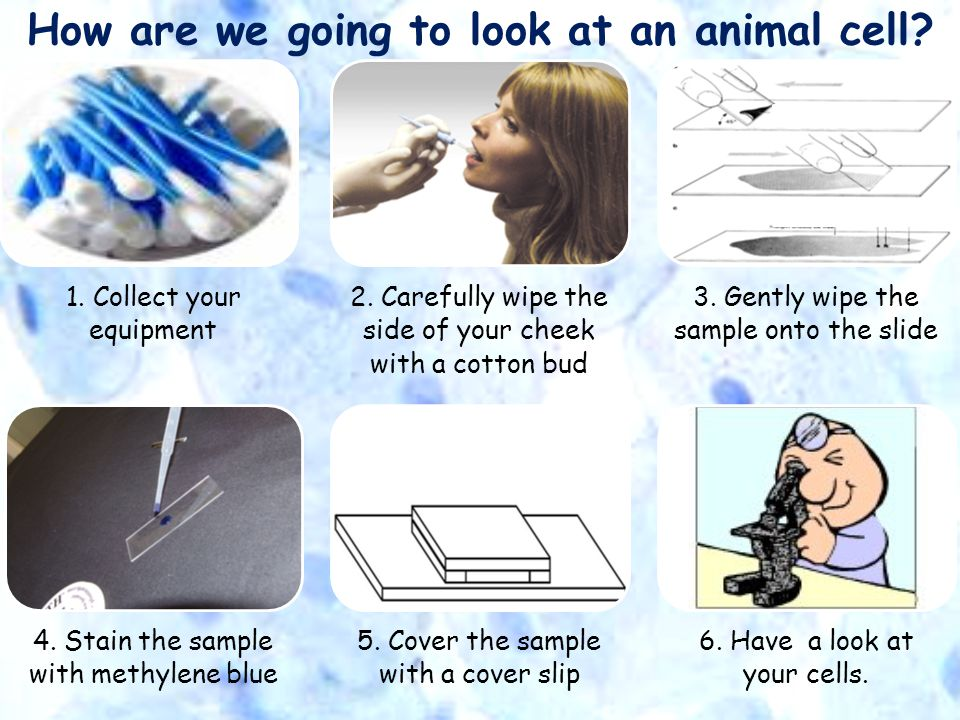 How are we going to look at an animal cell?
1. Collect your
equipment
2. Carefully wipe the
side of your cheek
with a cotton bud
3. Gently wipe the
sample onto the slide
4. Stain the sample
with methylene blue
5. Cover the sample
with a cover slip
6. Have  a look at
your cells.